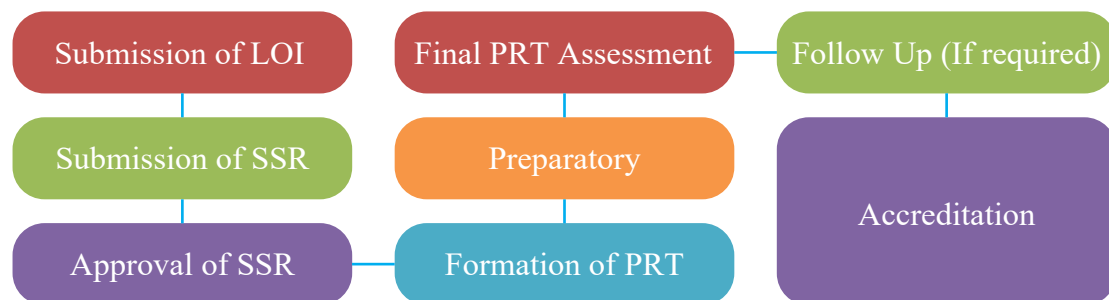 Submission of LOI
Submission of SSR
Approval of SSR
Formation of PRT
Preparatory
Final PRT Assessment
Follow Up (If required)
Accreditation